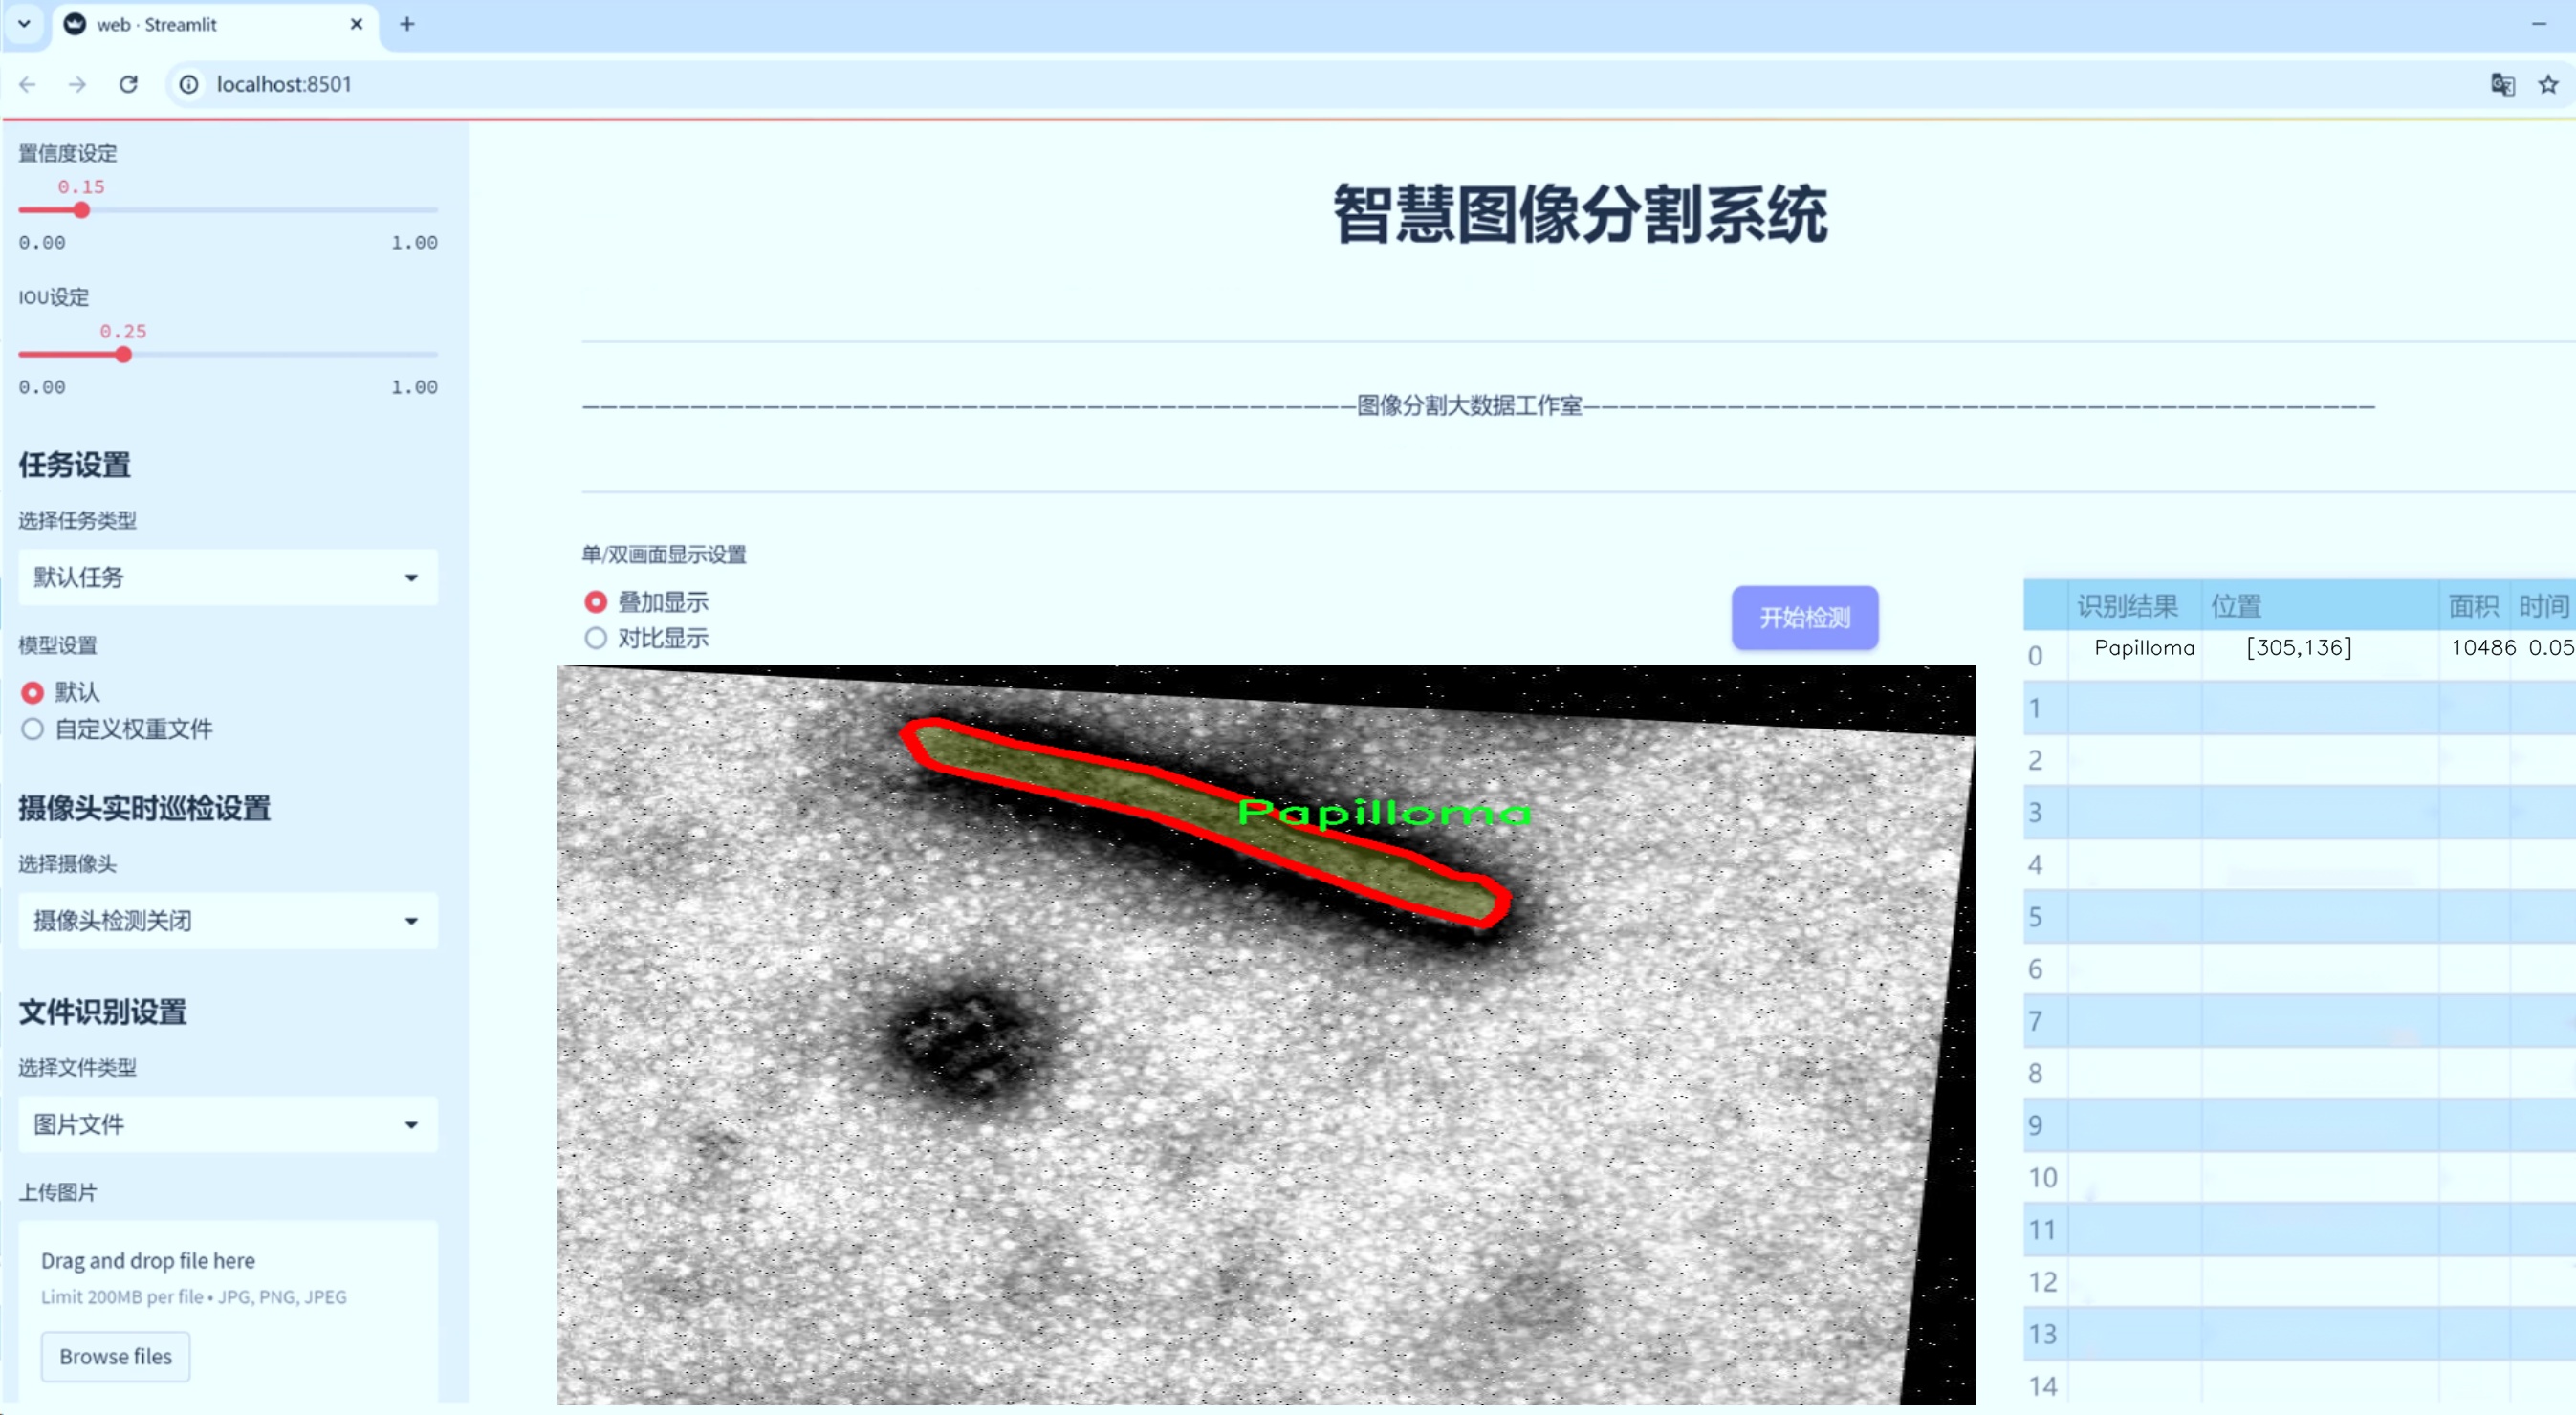 web · Streamlit
localhost:8501
置信度设定
0.15
0.00 1.00
IOU设定
0.25
0.00 1.00
任务设置
选择任务类型
默认任务
模型设置
默认
自定义权重文件
摄像头实时巡检设置
选择摄像头
摄像头检测关闭
文件识别设置
选择文件类型
图片文件
上传图片
Drag and drop file here
Limit 200MB per file • JPG, PNG, JPEG
Browse files
智慧图像分割系统
———————————————————————————————————————————图像分割大数据工作室————————————————————————————————————————————
单/双画面显示设置
叠加显示
对比显示
开始检测
Papilloma
识别结果 位置 面积 时间
0 Papilloma [305,136] 10486 0.05
1
2
3
4
5
6
7
8
9
10
11
12
13
14